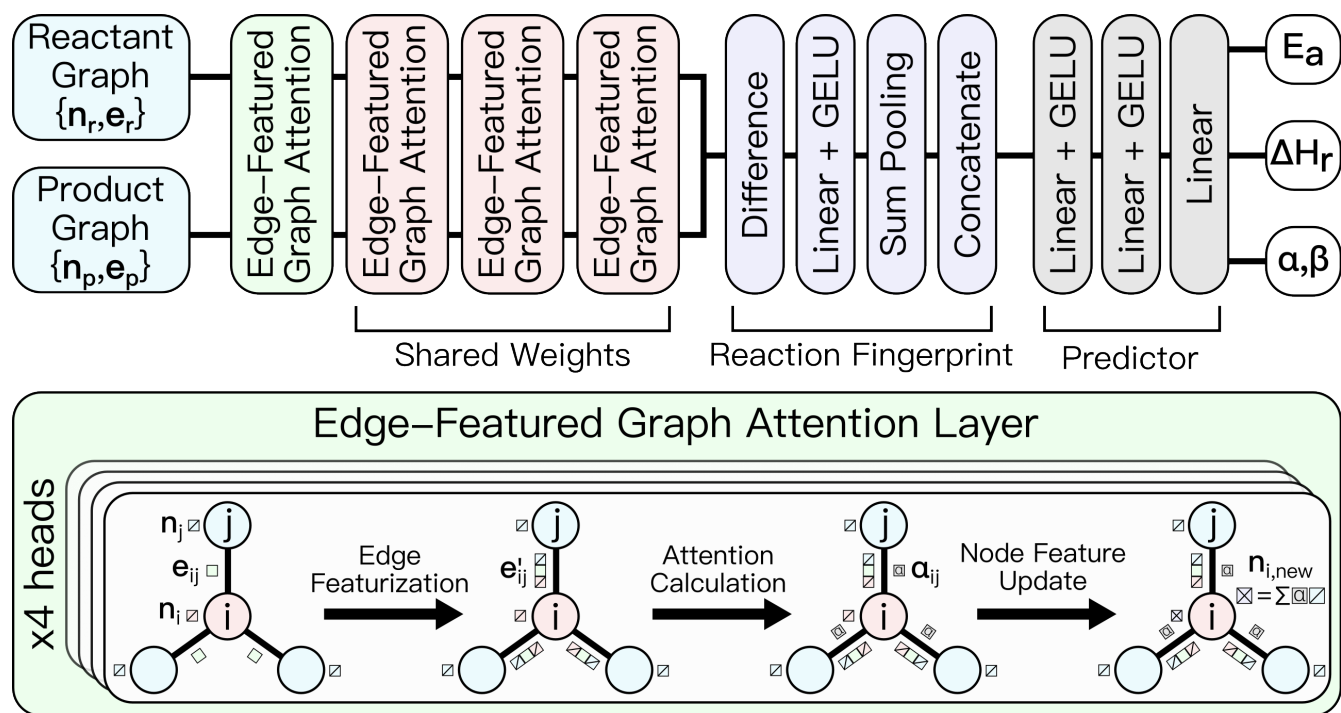 Reactant
Graph
{nr,er}
Product
Graph
{np,ep}
Edge–Featured
Graph Attention
Edge–Featured
Graph Attention
Edge–Featured
Graph Attention
Edge–Featured
Graph Attention
Difference
Linear + GELU
Sum Pooling
Concatenate
Linear + GELU
Linear + GELU
Linear
Ea
ΔHr
α,β
Shared Weights
Reaction Fingerprint
Predictor
Edge–Featured Graph Attention Layer
x4 heads
nj
j
eij
ni
i
Edge
Featurization
j
e'ij
i
Attention
Calculation
j
a
aij
i
a
a
Node Feature
Update
j
a
ni,new
=Σa
i
a
a